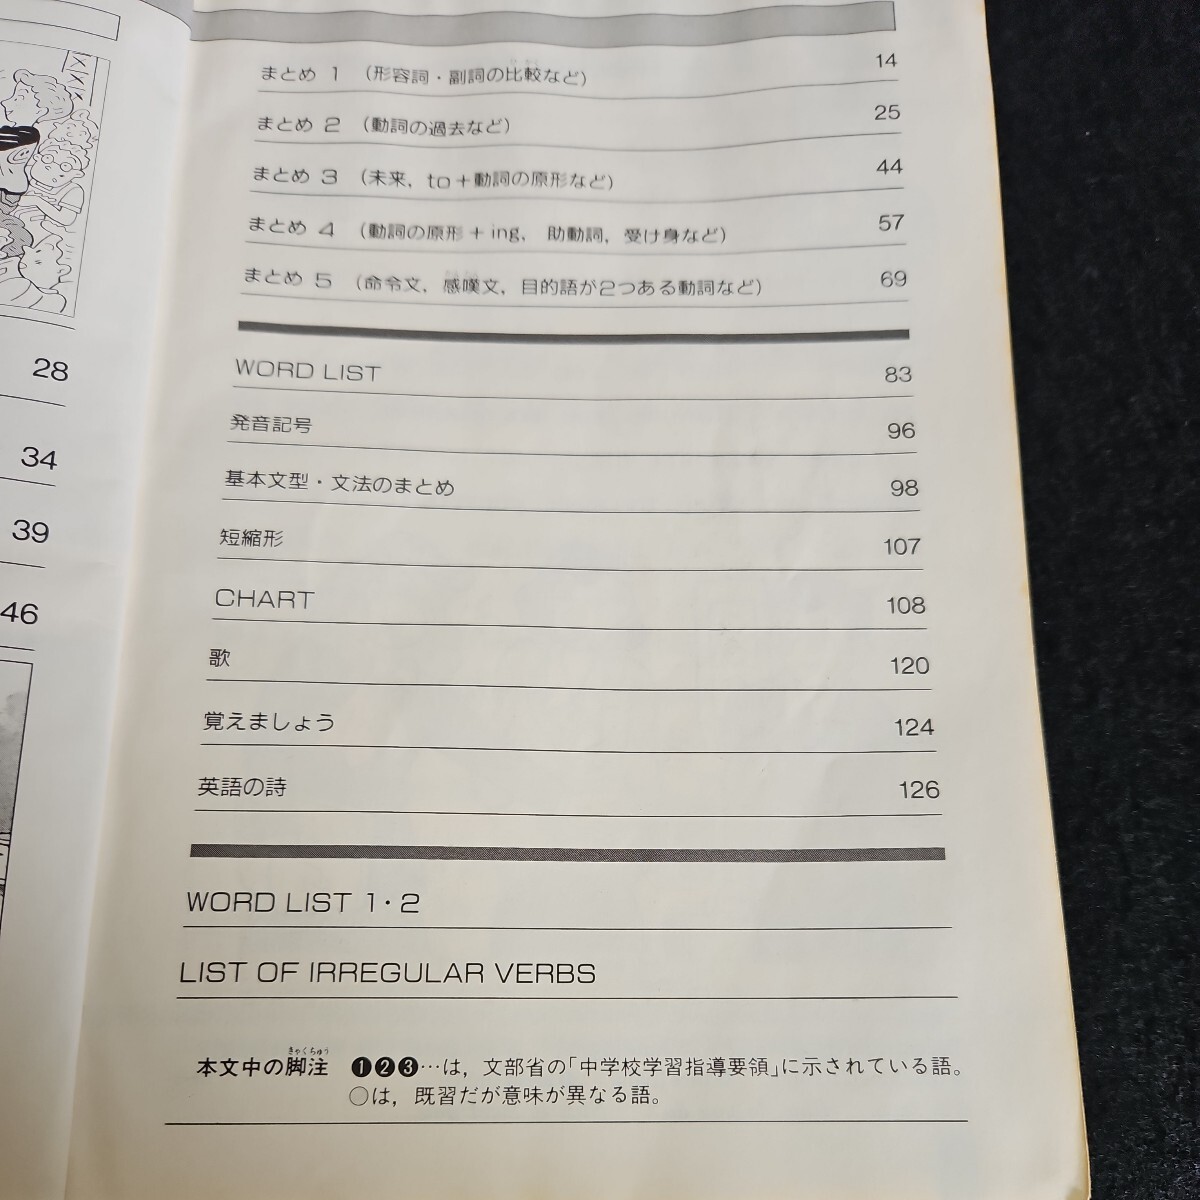 まとめ 1 (形容詞・副詞の比較など) 14
まとめ 2 (動詞の過去など) 25
まとめ 3 (未来, to+動詞の原形など) 44
まとめ 4 (動詞の原形+ing, 助動詞, 受け身など) 57
まとめ 5 (命令文, 感嘆文, 目的語が2つある動詞など) 69
28
34
39
46
WORD LIST 83
発音記号 96
基本文型・文法のまとめ 98
短縮形 107
CHART 108
歌 120
覚えましょう 124
英語の詩 126
WORD LIST 1・2
LIST OF IRREGULAR VERBS
きゃくちゅう
本文中の脚注 ❶❷❸…は,文部省の「中学校学習指導要領」に示されている語。
○は,既習だが意味が異なる語。